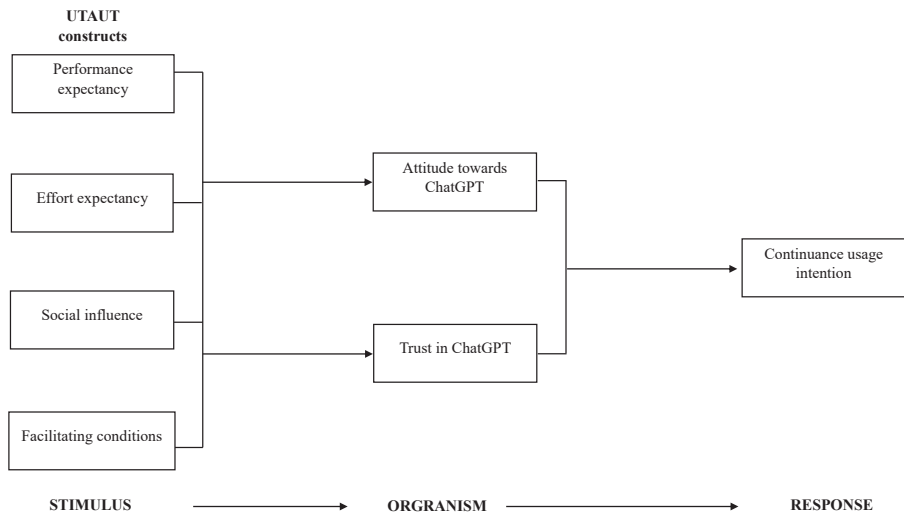 UTAUT
constructs
Performance
expectancy
Effort expectancy
Social influence
Facilitating conditions
Attitude towards
ChatGPT
Trust in ChatGPT
Continuance usage
intention
STIMULUS
ORGRANISM
RESPONSE